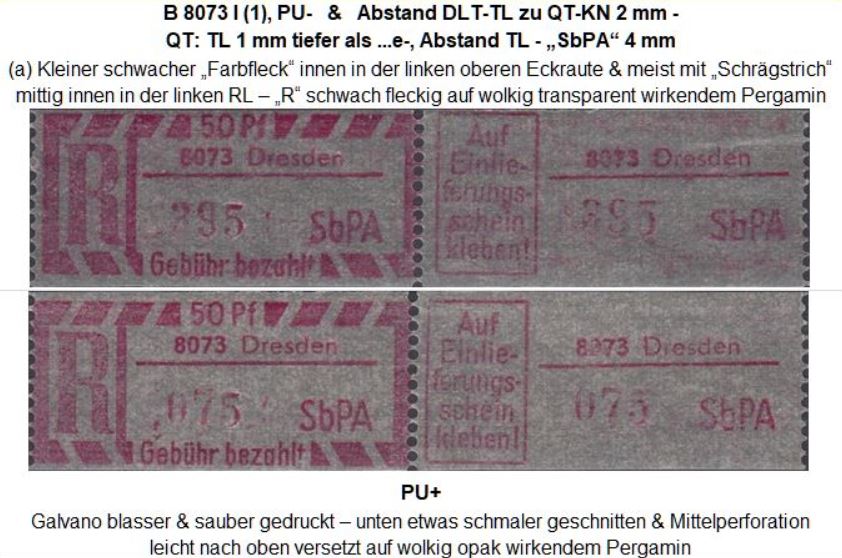 B 8073 I (1), PU-  &  Abstand DLT-TL zu QT-KN 2 mm -
QT: TL 1 mm tiefer als ...e-, Abstand TL - „SbPA“ 4 mm
(a) Kleiner schwacher „Farbfleck“ innen in der linken oberen Eckraute & meist mit „Schrägstrich“
mittig innen in der linken RL – „R“ schwach fleckig auf wolkig transparent wirkendem Pergamin
50 Pf
R
8073 Dresden
295
SbPA
Gebühr bezahlt
Auf
Einlie-
ferungs-
schein
kleben!
8073 Dresden
295
SbPA
50 Pf
R
8073 Dresden
075
SbPA
Gebühr bezahlt
Auf
Einlie-
ferungs-
schein
kleben!
8073 Dresden
075
SbPA
PU+
Galvano blasser & sauber gedruckt – unten etwas schmaler geschnitten & Mittelperforation
leicht nach oben versetzt auf wolkig opak wirkendem Pergamin